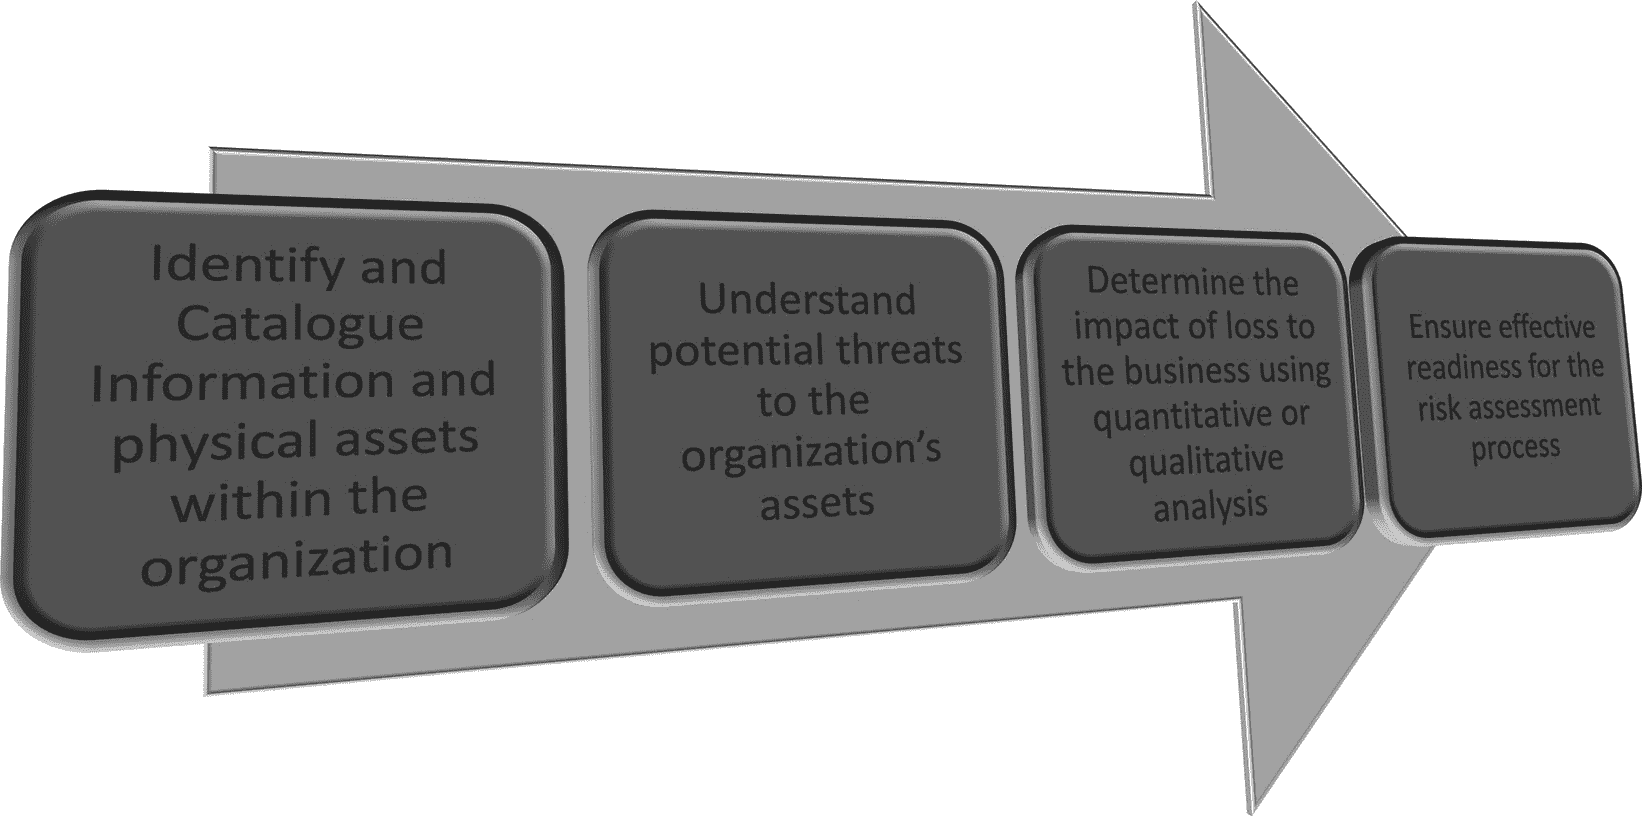 Identify and
Catalogue
Information and
physical assets
within the
organization
Understand
potential threats
to the
organization’s
assets
Determine the
impact of loss to
the business using
quantitative or
qualitative
analysis
Ensure effective
readiness for the
risk assessment
process